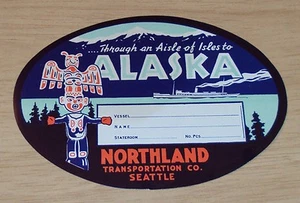 ....Through an Aisle of Isles to
ALASKA
VESSEL
NAME
STATEROOM NO. PCS.
NORTHLAND
TRANSPORTATION CO.
SEATTLE